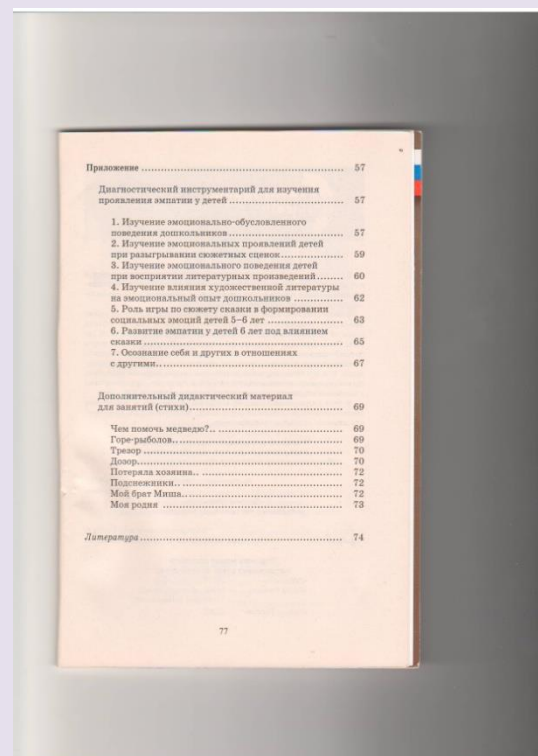 Приложение ................................................................ 57
Диагностический инструментарий для изучения
проявления эмпатии у детей ................................... 57
1. Изучение эмоционально-обусловленного
поведения дошкольников .................................... 57
2. Изучение эмоциональных проявлений детей
при разыгрывании сюжетных сценок ................... 59
3. Изучение эмоционального поведения детей
при восприятии литературных произведений ........ 60
4. Изучение влияния художественной литературы
на эмоциональный опыт дошкольников ............... 62
5. Роль игры по сюжету сказки в формировании
социальных эмоций детей 5–6 лет ....................... 63
6. Развитие эмпатии у детей 6 лет под влиянием
сказки .............................................................. 65
7. Осознание себя и других в отношениях
с другими.. ......................................................... 67
Дополнительный дидактический материал
для занятий (стихи) ............................................... 69
Чем помочь медведю?.. ....................................... 69
Горе-рыболов.. ................................................... 69
Трезор ............................................................... 70
Дозор.. ............................................................... 70
Потеряла хозяина.. ............................................ 72
Подснежники.. ................................................... 72
Мой брат Миша.. ................................................ 72
Моя родня ......................................................... 73
Литература ................................................................ 74
77